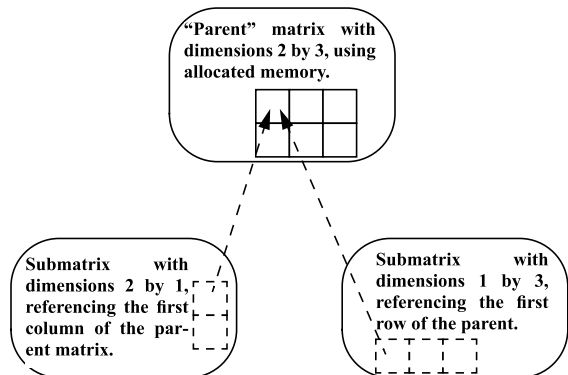 “Parent” matrix with
dimensions 2 by 3, using
allocated memory.
Submatrix with
dimensions 2 by 1,
referencing the first
column of the par-
ent matrix.
Submatrix with
dimensions 1 by 3,
referencing the first
row of the parent.